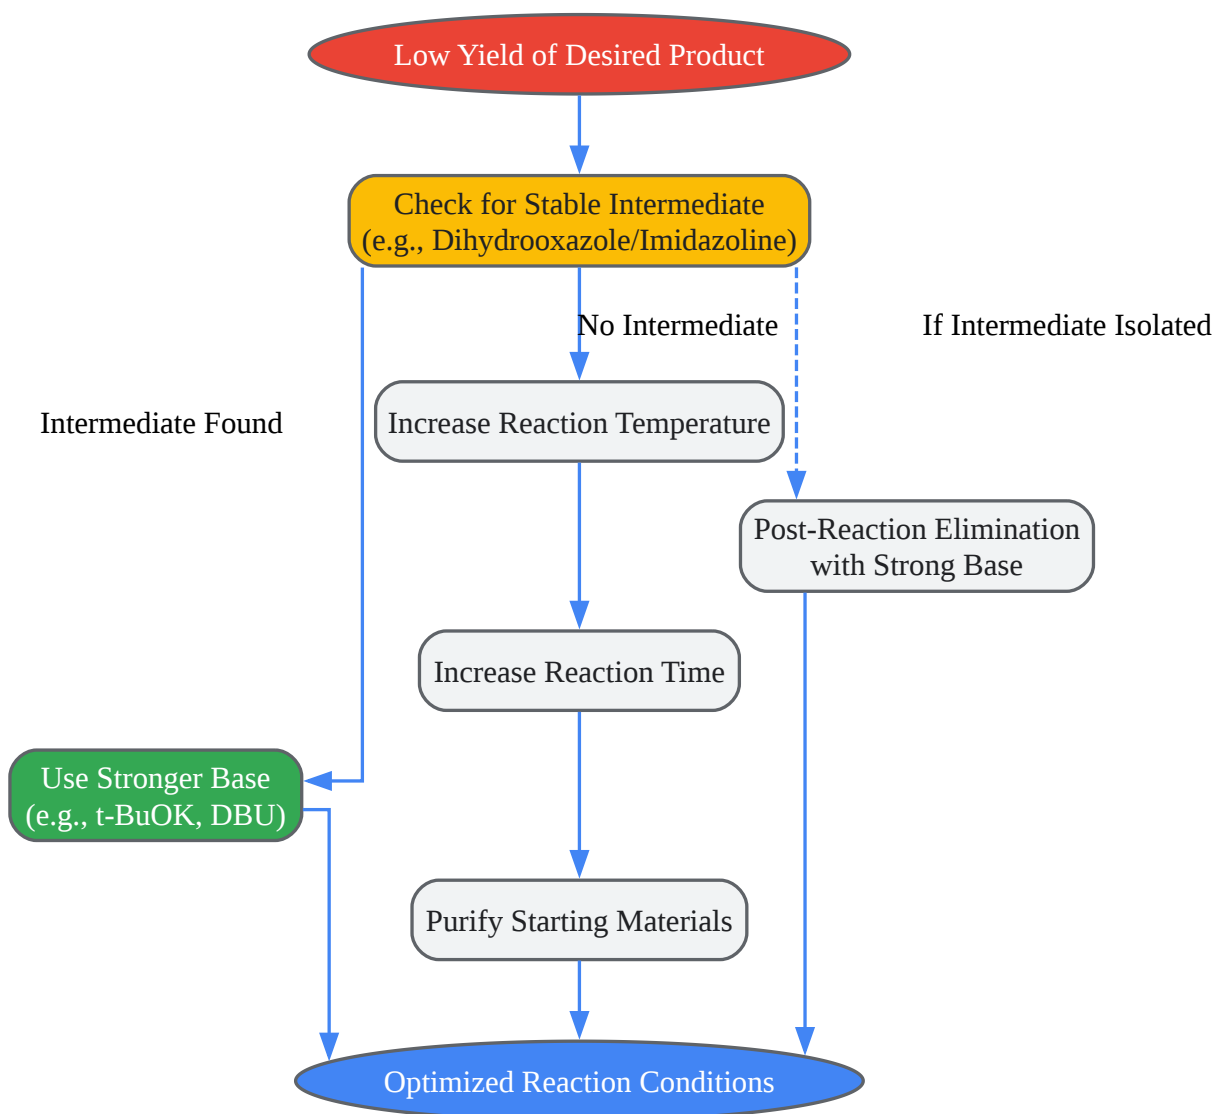 Low Yield of Desired Product
Check for Stable Intermediate
(e.g., Dihydrooxazole/Imidazoline)
No Intermediate
If Intermediate Isolated
Intermediate Found
Increase Reaction Temperature
Post-Reaction Elimination
with Strong Base
Increase Reaction Time
Use Stronger Base
(e.g., t-BuOK, DBU)
Purify Starting Materials
Optimized Reaction Conditions